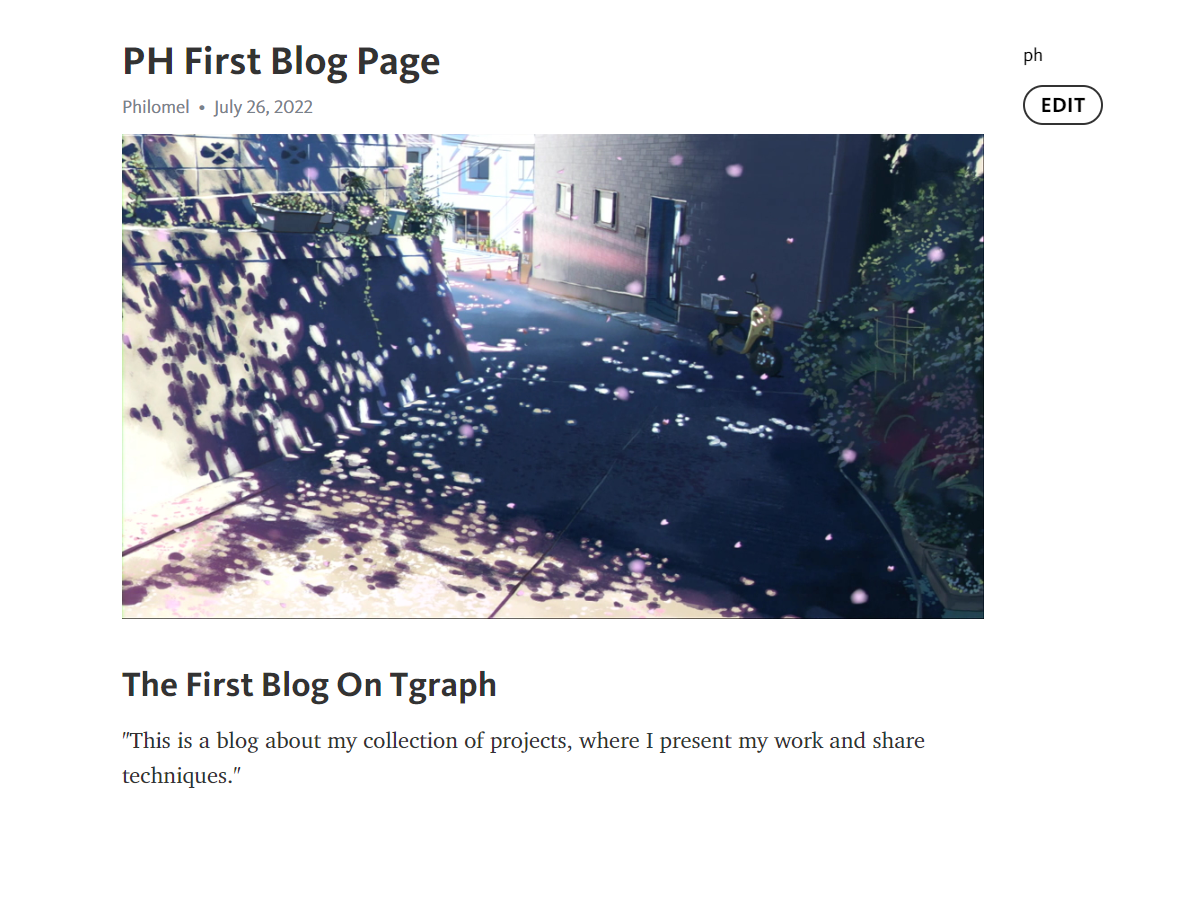 PH First Blog Page
ph
Philomel • July 26, 2022
EDIT
The First Blog On Tgraph
"This is a blog about my collection of projects, where I present my work and share
techniques."